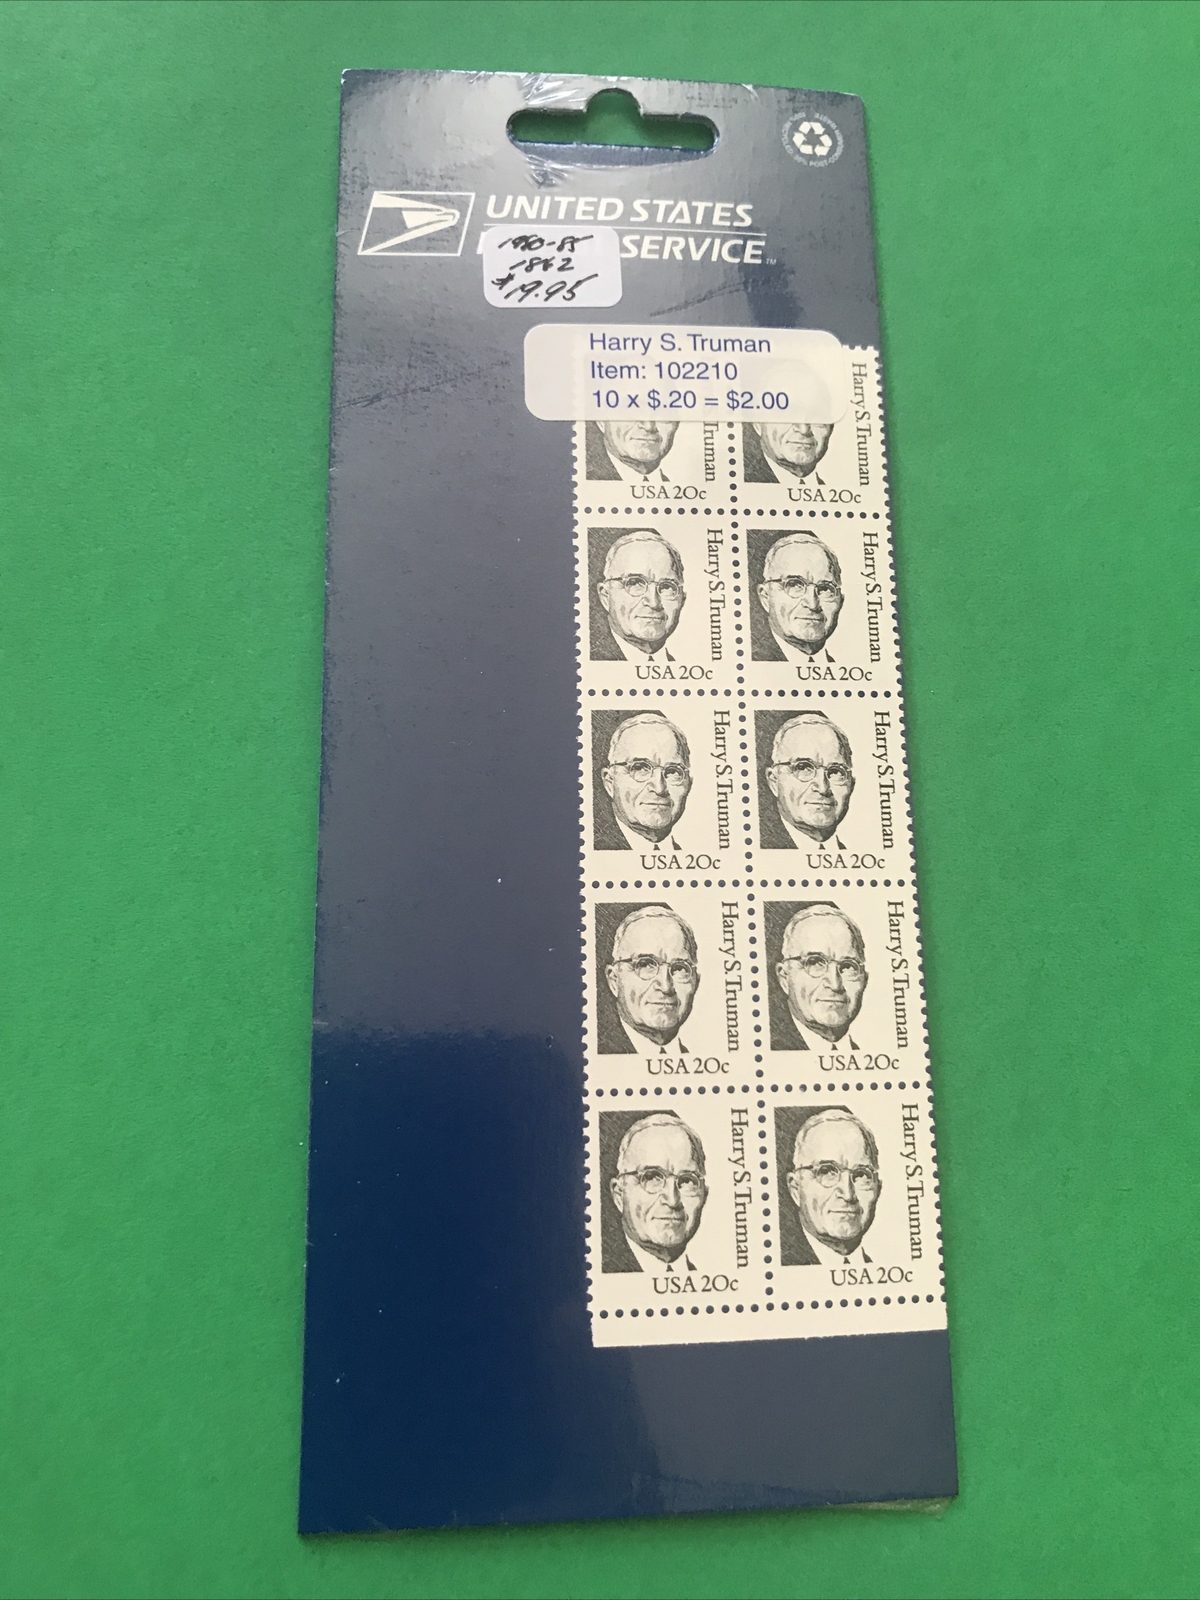 UNITED STATES
SERVICE™
1980-85
1862
$19.95
Harry S. Truman
Item: 102210
10 x $.20 = $2.00
Truman
USA 20c
Harry S. Truman
USA 20c
Harry S. Truman
USA 20c
Harry S. Truman
USA 20c
Harry S. Truman
USA 20c
Harry S. Truman
USA 20c
Harry S. Truman
USA 20c
Harry S. Truman
USA 20c
Harry S. Truman
USA 20c
Harry S. Truman
USA 20c